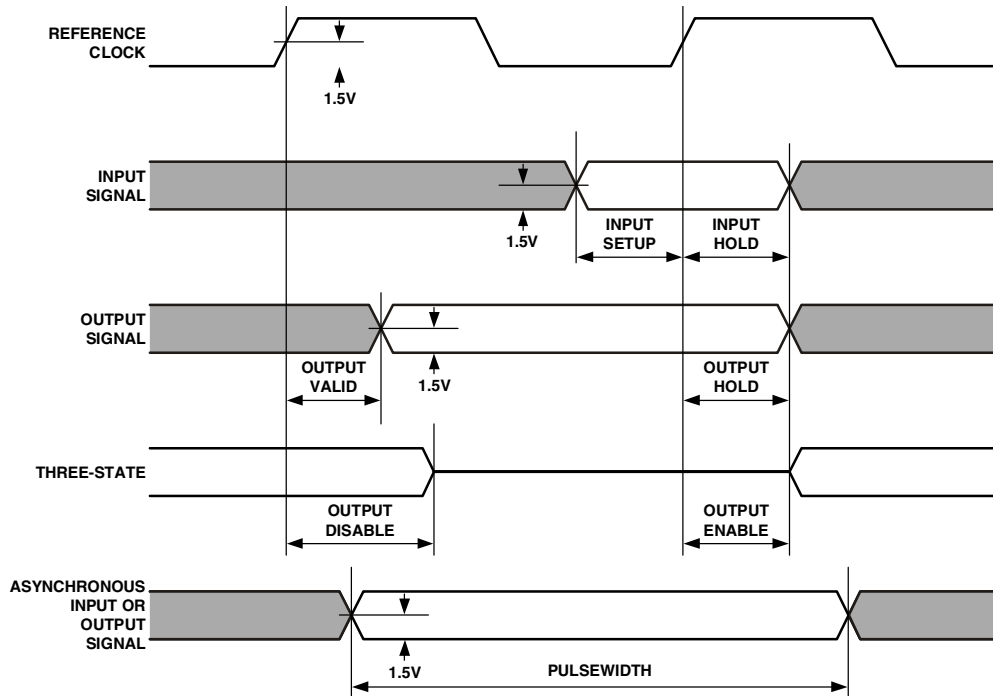 REFERENCE
CLOCK
1.5V
INPUT
SIGNAL
1.5V
INPUT
SETUP
INPUT
HOLD
OUTPUT
SIGNAL
OUTPUT
VALID
1.5V
OUTPUT
HOLD
THREE-STATE
OUTPUT
DISABLE
OUTPUT
ENABLE
ASYNCHRONOUS
INPUT OR
OUTPUT
SIGNAL
1.5V
PULSEWIDTH